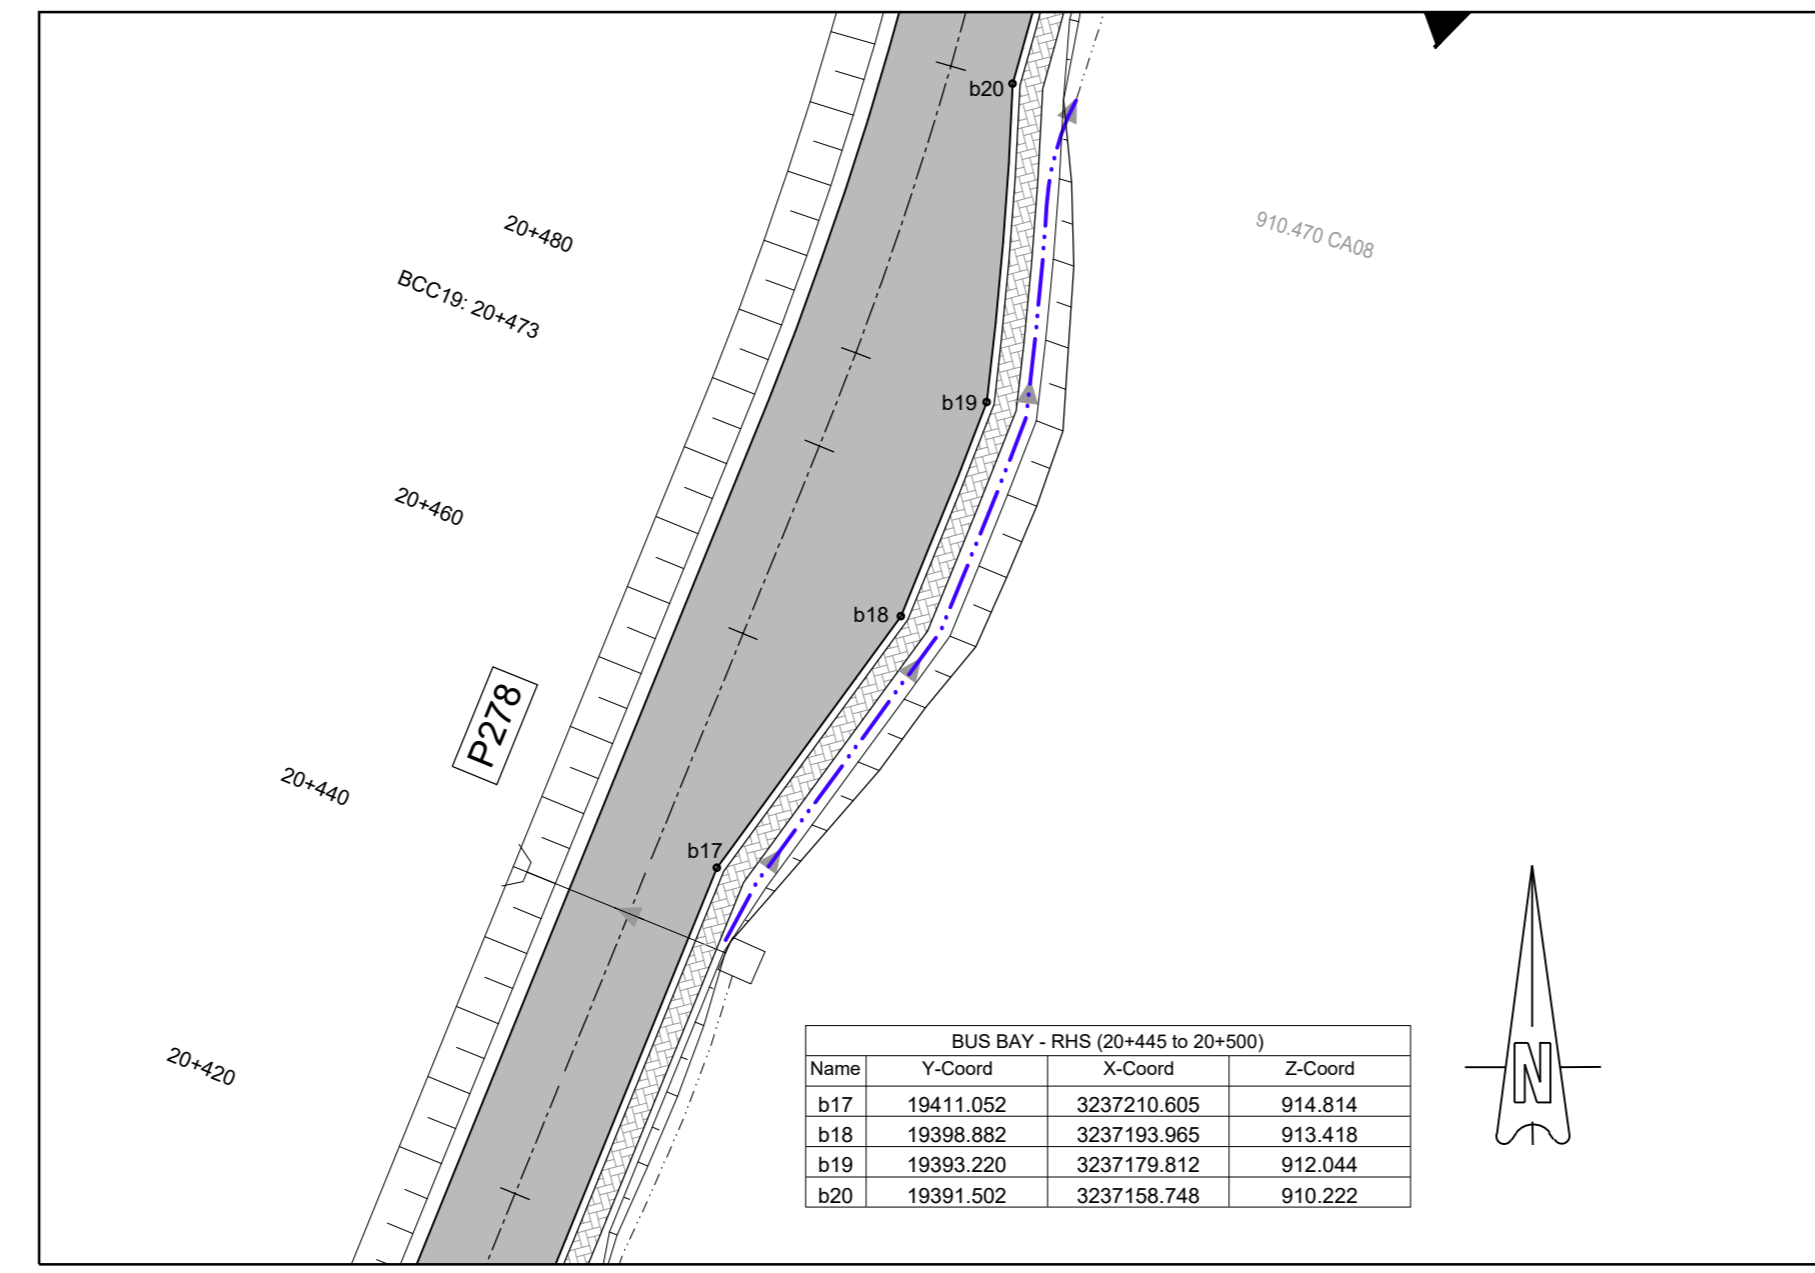 b20
20+480
910.470 CA08
BCC19: 20+473
b19
20+460
b18
P278
20+440
b17
20+420
BUS BAY - RHS (20+445 to 20+500)
Name Y-Coord X-Coord Z-Coord
b17 19411.052 3237210.605 914.814
b18 19398.882 3237193.965 913.418
b19 19393.220 3237179.812 912.044
b20 19391.502 3237158.748 910.222
N